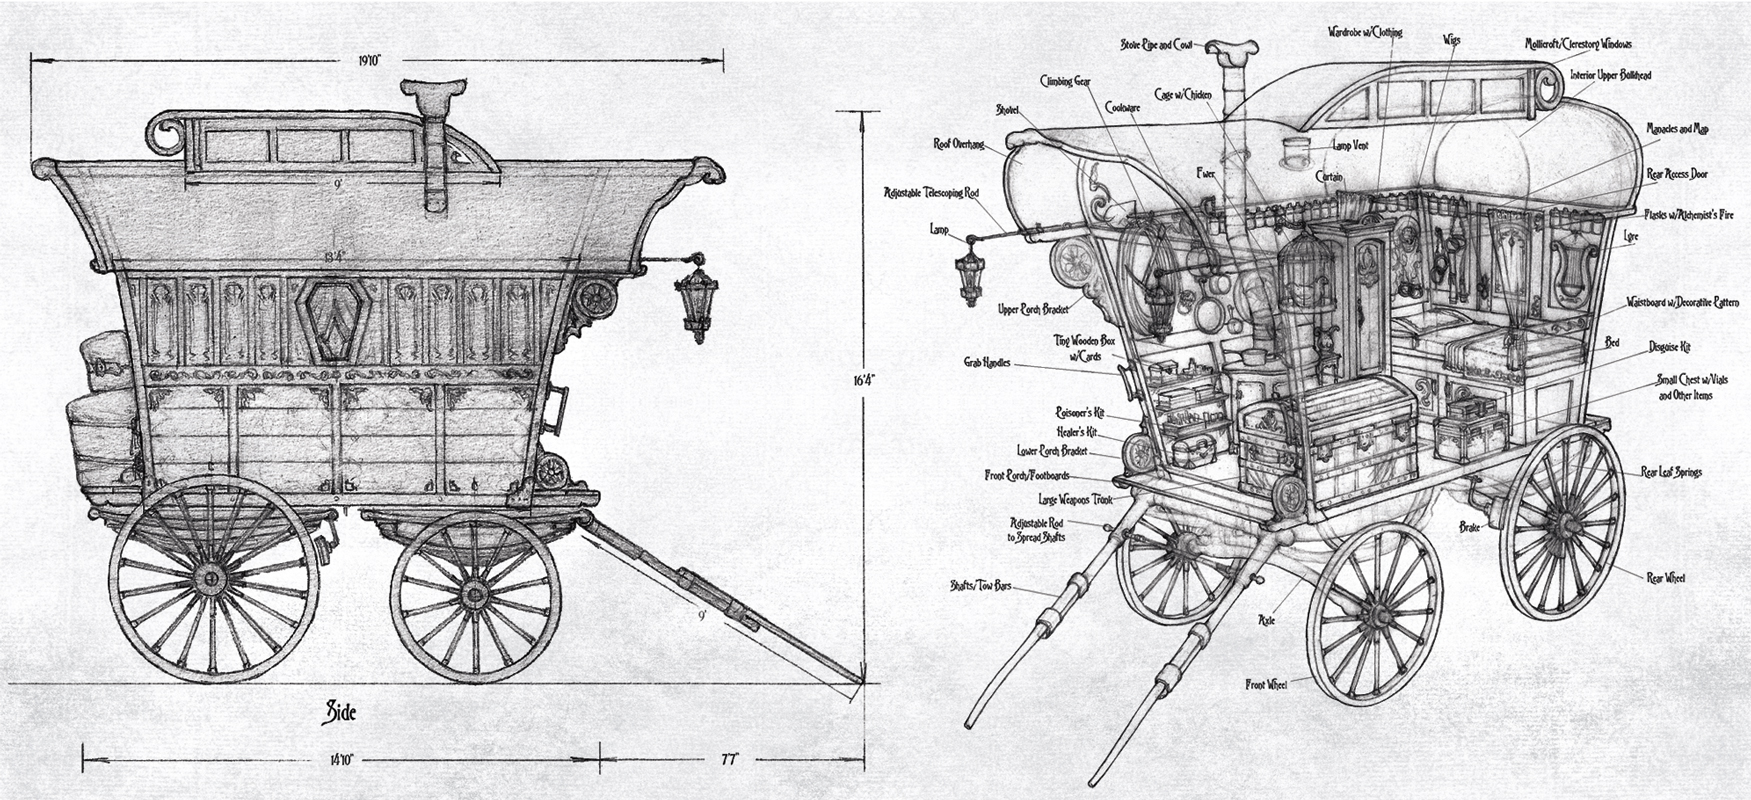 19'10"
9'
13'4"
16'4"
9'
Side
14'10"
7'7"
Stove Pipe and Cowl
Wardrobe w/Clothing
Wigs
Mollicroft/Clerestory Windows
Interior Upper Bulkhead
Climbing Gear
Cookware
Cage w/Chicken
Shovel
Manacles and Map
Roof Overhang
Lamp Vent
Ewer
Curtain
Rear Access Door
Adjustable Telescoping Rod
Flasks w/Alchemist's Fire
Lamp
Lyre
Upper Porch Bracket
Waistboard w/Decorative Pattern
Tiny Wooden Box
w/Cards
Bed
Disguise Kit
Grab Handles
Small Chest w/Vials
and Other Items
Poisoner's Kit
Healer's Kit
Lower Porch Bracket
Front Porch/Footboards
Rear Leaf Springs
Large Weapons Trunk
Adjustable Rod
to Spread Shafts
Brake
Shafts/Tow Bars
Rear Wheel
Axle
Front Wheel